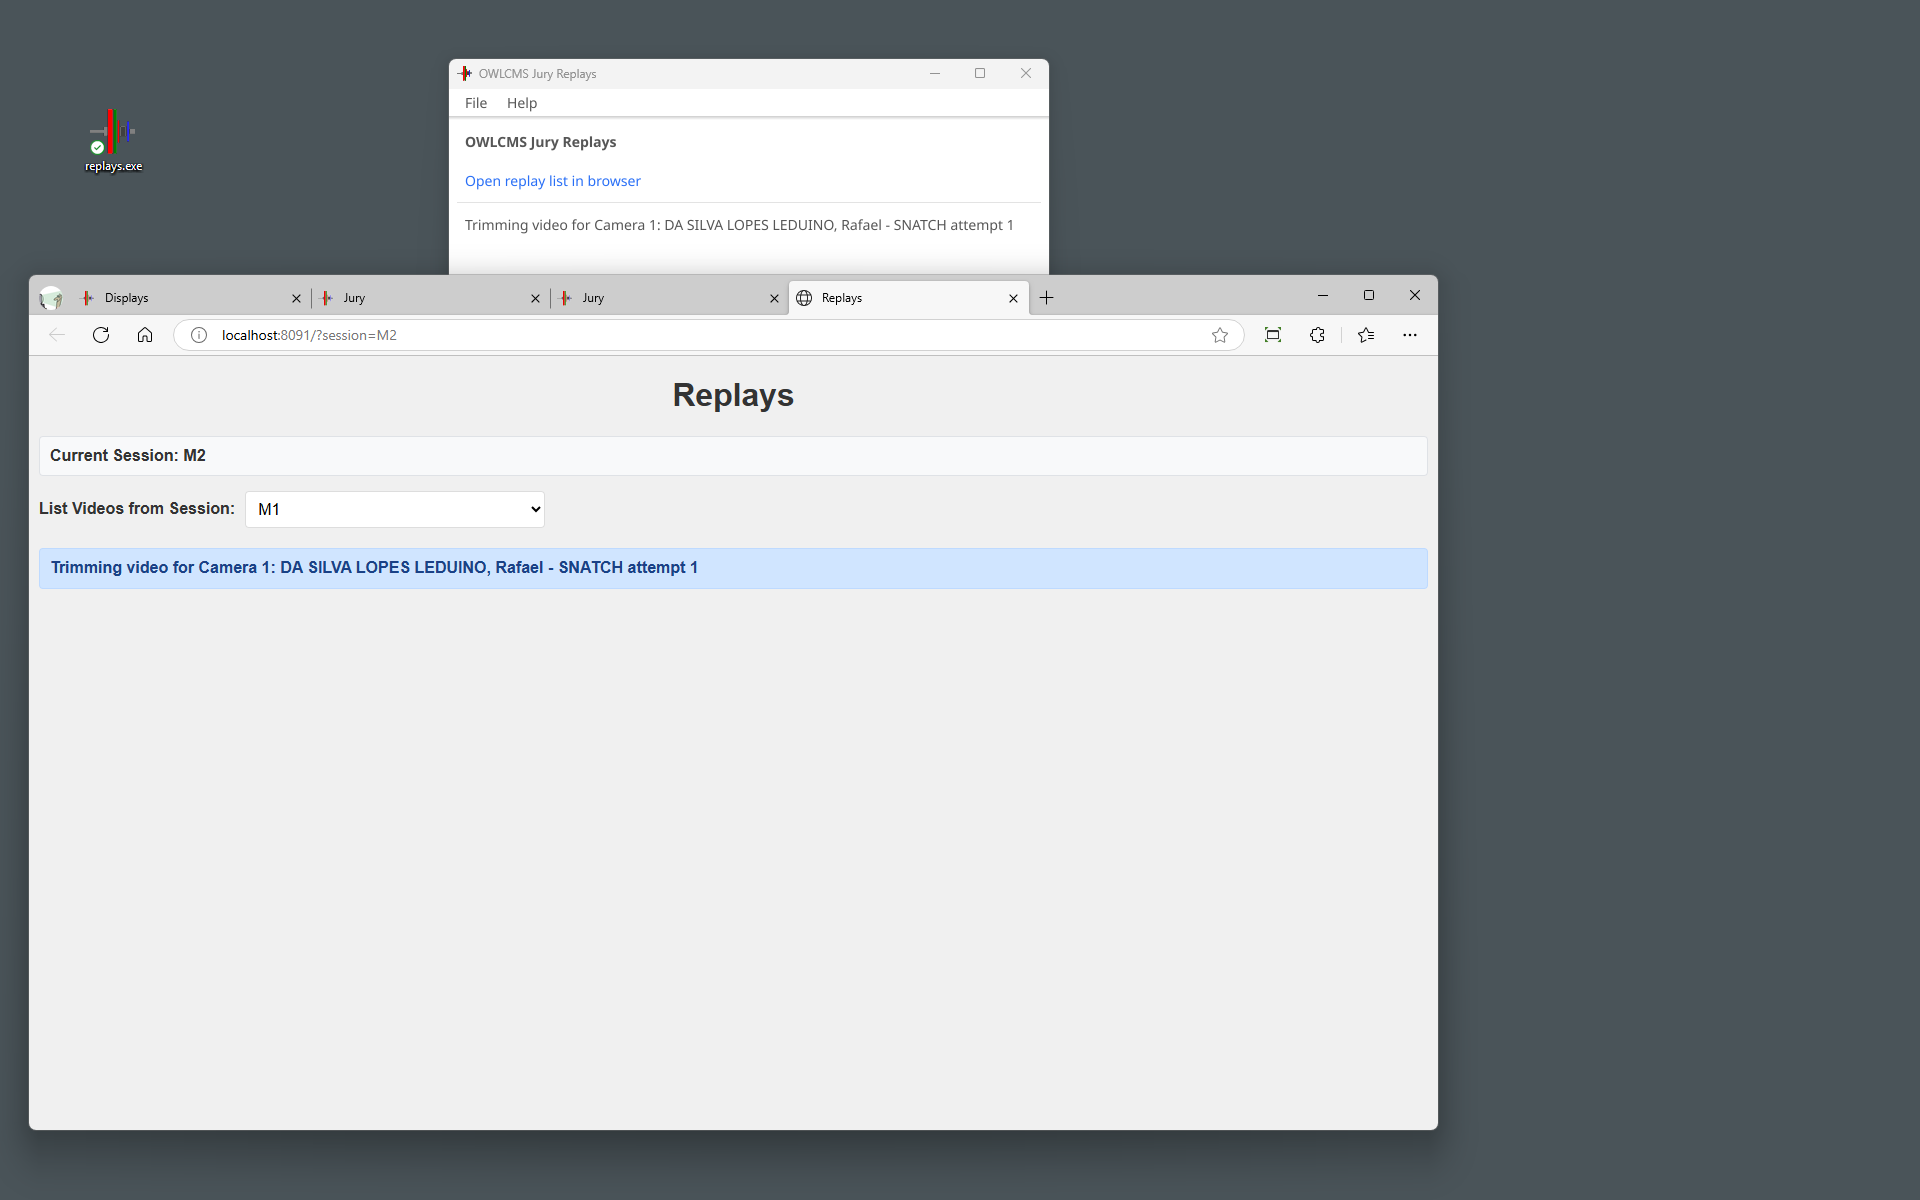 OWLCMS Jury Replays
File Help
replays.exe
OWLCMS Jury Replays
Open replay list in browser
Trimming video for Camera 1: DA SILVA LOPES LEDUINO, Rafael - SNATCH attempt 1
Displays Jury Jury Replays
localhost:8091/?session=M2
Replays
Current Session: M2
List Videos from Session: M1
Trimming video for Camera 1: DA SILVA LOPES LEDUINO, Rafael - SNATCH attempt 1